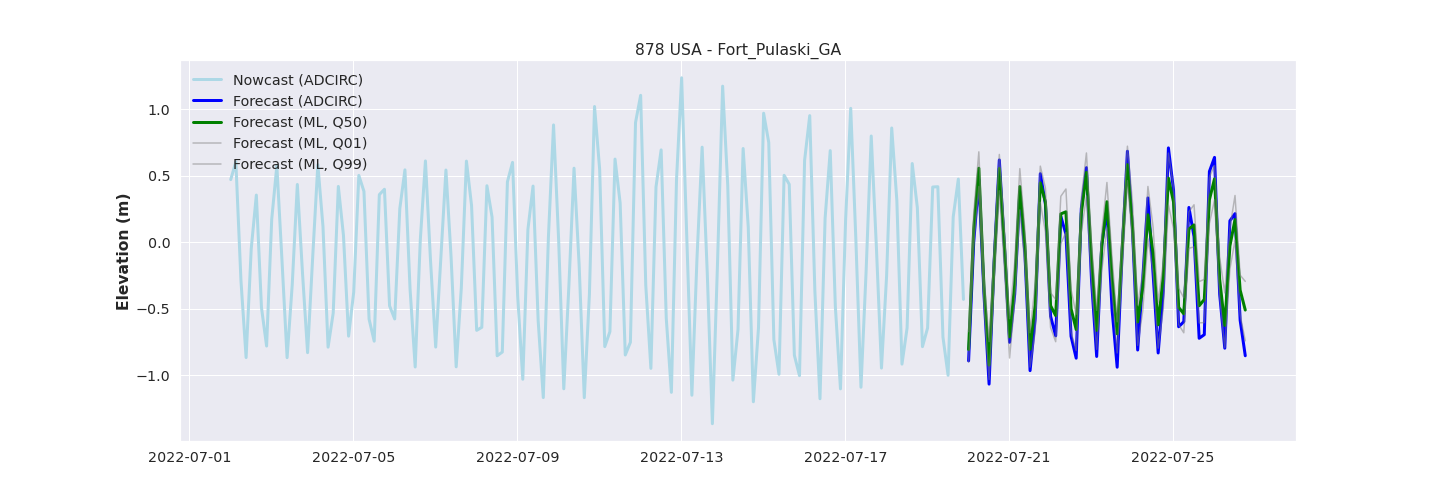 878 USA - Fort_Pulaski_GA
Nowcast (ADCIRC)
Forecast (ADCIRC)
Forecast (ML, Q50)
Forecast (ML, Q01)
Forecast (ML, Q99)
Elevation (m)
1.0
0.5
0.0
−0.5
−1.0
2022-07-01
2022-07-05
2022-07-09
2022-07-13
2022-07-17
2022-07-21
2022-07-25